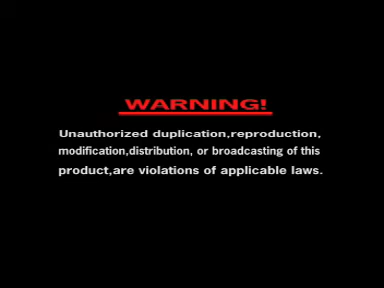 WARNING!
Unauthorized duplication,reproduction,
modification,distribution, or broadcasting of this
product,are violations of applicable laws.